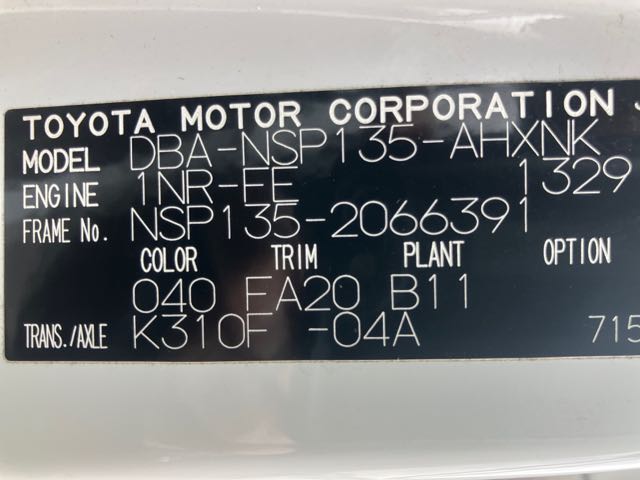 TOYOTA MOTOR CORPORATION
MODEL DBA-NSP135-AHXNK
ENGINE 1NR-FE 1329
FRAME No. NSP135-2066391
COLOR TRIM PLANT OPTION
040 FA20 B11
TRANS./AXLE K310F -04A 715